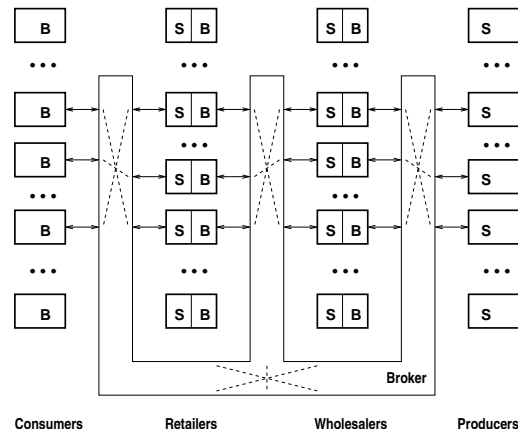 B S B S B S
... ... ... ...
B S B S B S
...
B S B S
... S B ... S
B S B S B S
... ... ... ...
B S B S B S
Broker
Consumers Retailers Wholesalers Producers